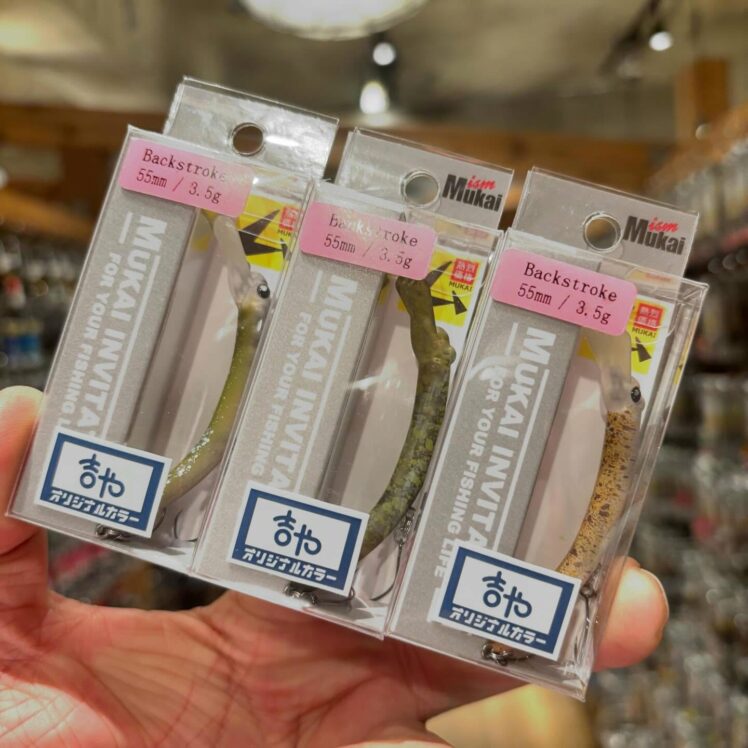 Backstroke
55mm / 3.5g
MUKAI INVITA
FOR YOUR FISHING
MUKAI
吉や
オリジナルカラー
ism
Mukai
Backstroke
55mm / 3.5g
MUKAI INVITA
FOR YOUR FISHING
MUKAI
吉や
オリジナルカラー
ism
Mukai
Backstroke
55mm / 3.5g
MUKAI INVITA
FOR YOUR FISHING LIFE
MUKAI
吉や
オリジナルカラー